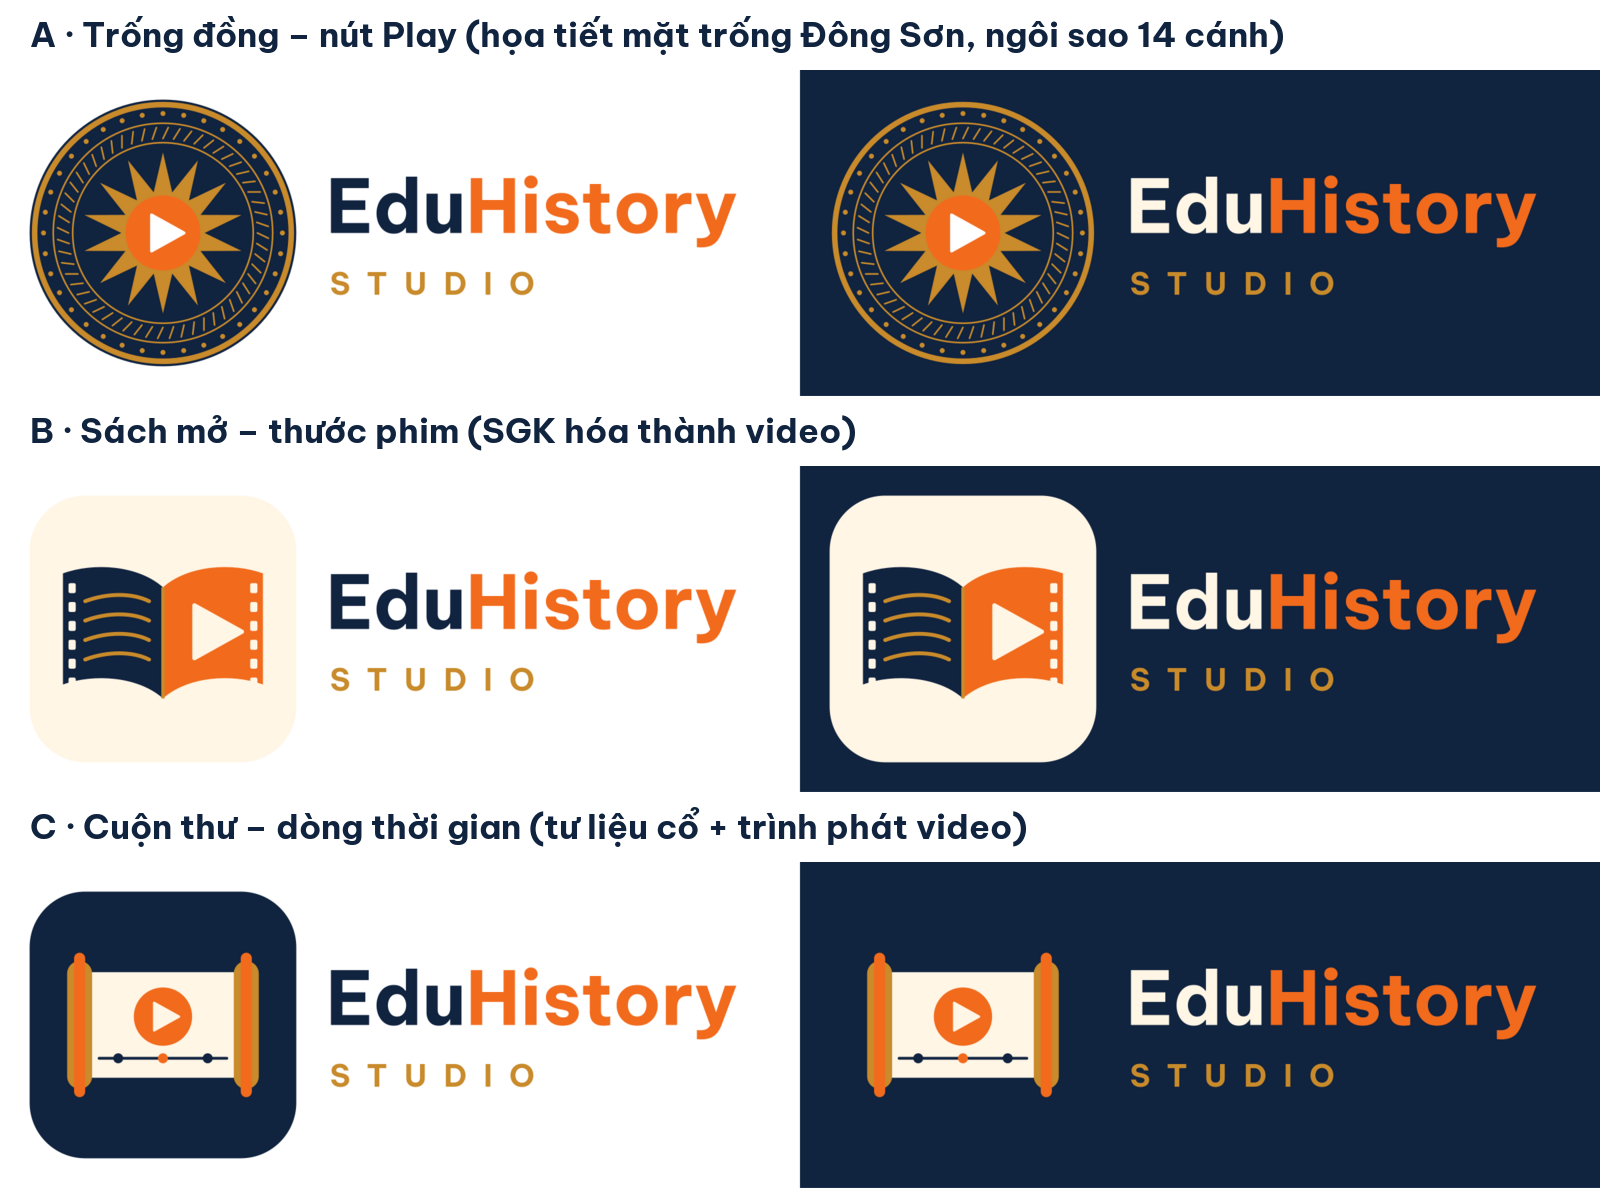 A · Trống đồng – nút Play (họa tiết mặt trống Đông Sơn, ngôi sao 14 cánh)
EduHistory
STUDIO
EduHistory
STUDIO
B · Sách mở – thước phim (SGK hóa thành video)
EduHistory
STUDIO
EduHistory
STUDIO
C · Cuộn thư – dòng thời gian (tư liệu cổ + trình phát video)
EduHistory
STUDIO
EduHistory
STUDIO